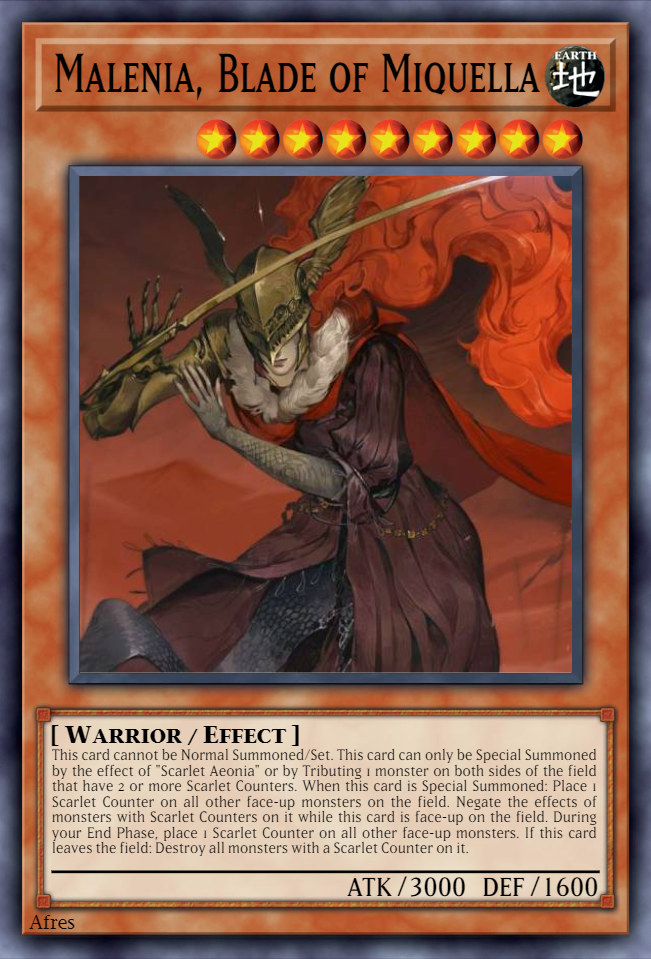 Malenia, Blade of Miquella
EARTH
地
[ Warrior / Effect ]
This card cannot be Normal Summoned/Set. This card can only be Special Summoned
by the effect of "Scarlet Aeonia" or by Tributing 1 monster on both sides of the field
that have 2 or more Scarlet Counters. When this card is Special Summoned: Place 1
Scarlet Counter on all other face-up monsters on the field. Negate the effects of
monsters with Scarlet Counters on it while this card is face-up on the field. During
your End Phase, place 1 Scarlet Counter on all other face-up monsters. If this card
leaves the field: Destroy all monsters with a Scarlet Counter on it.
ATK/3000 DEF/1600
Afres